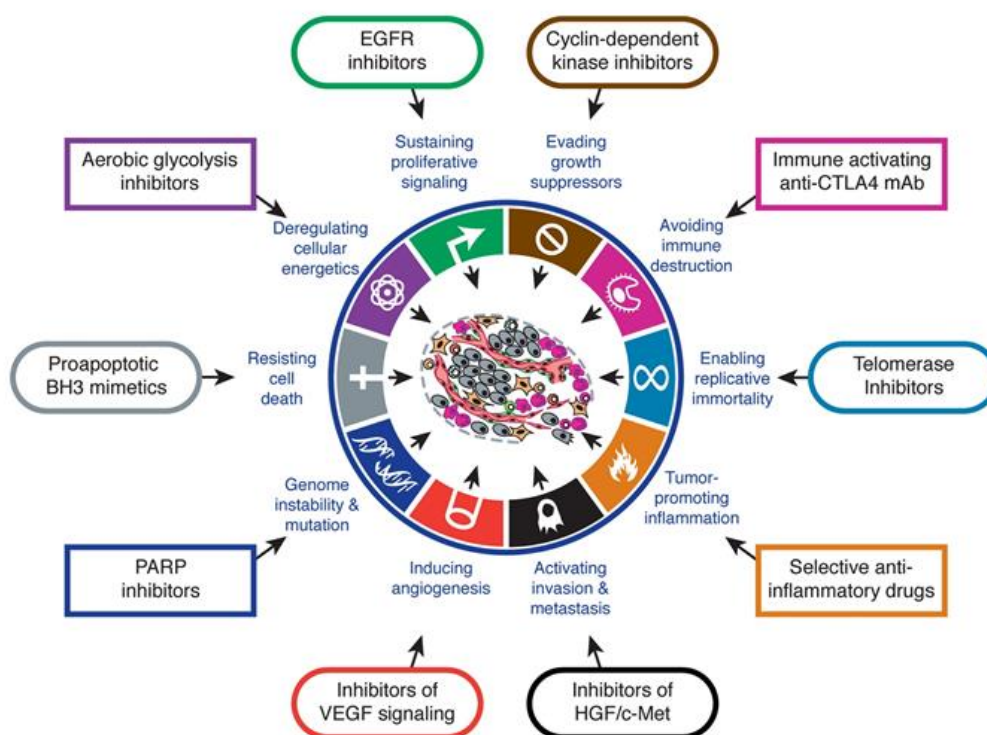 EGFR
inhibitors
Cyclin-dependent
kinase inhibitors
Sustaining
proliferative
signaling
Evading
growth
suppressors
Aerobic glycolysis
inhibitors
Immune activating
anti-CTLA4 mAb
Deregulating
cellular
energetics
Avoiding
immune
destruction
Proapoptotic
BH3 mimetics
Resisting
cell
death
Enabling
replicative
immortality
Telomerase
Inhibitors
Genome
instability &
mutation
Tumor-
promoting
inflammation
PARP
inhibitors
Inducing
angiogenesis
Activating
invasion &
metastasis
Selective anti-
inflammatory drugs
Inhibitors of
VEGF signaling
Inhibitors of
HGF/c-Met